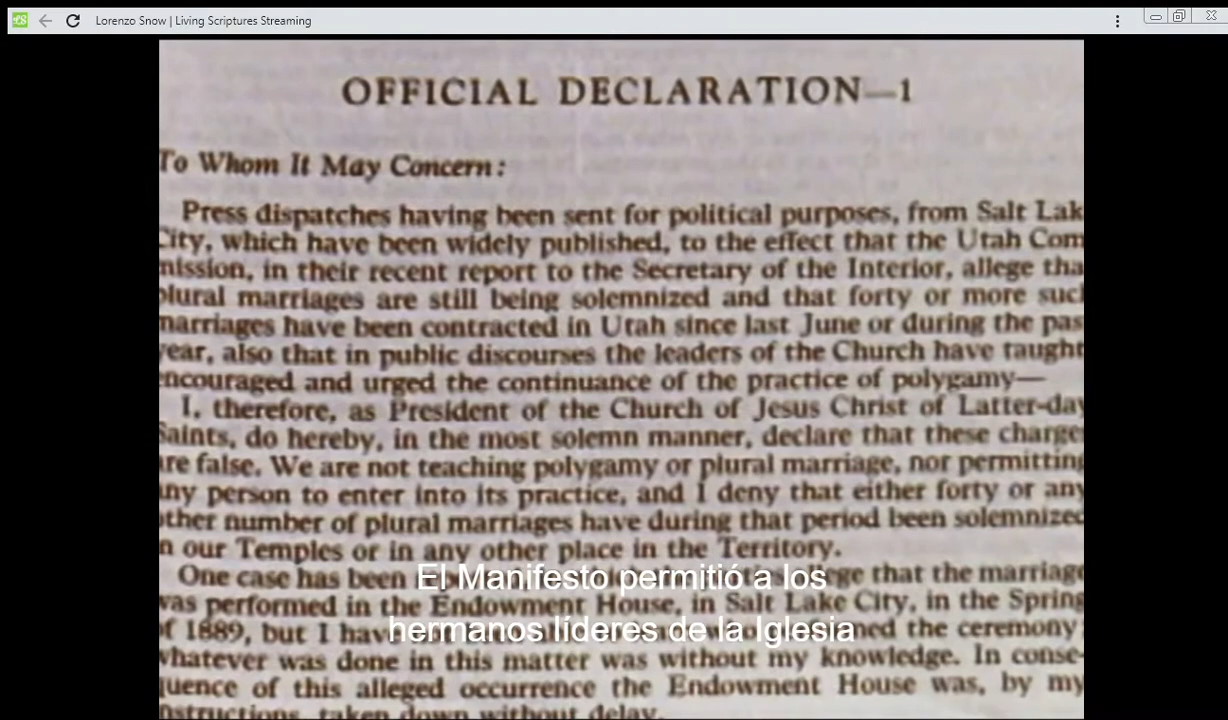 Lorenzo Snow | Living Scriptures Streaming
OFFICIAL DECLARATION—1
To Whom It May Concern:
Press dispatches having been sent for political purposes, from Salt Lak
City, which have been widely published, to the effect that the Utah Com
mission, in their recent report to the Secretary of the Interior, allege tha
plural marriages are still being solemnized and that forty or more such
marriages have been contracted in Utah since last June or during the pas
year, also that in public discourses the leaders of the Church have taught
encouraged and urged the continuance of the practice of polygamy—
I, therefore, as President of the Church of Jesus Christ of Latter-day
Saints, do hereby, in the most solemn manner, declare that these charge
are false. We are not teaching polygamy or plural marriage, nor permitting
any person to enter into its practice, and I deny that either forty or any
other number of plural marriages have during that period been solemnized
n our Temples or in any other place in the Territory.
One case has been that the marriage
was performed in the Endowment House, in Salt Lake City, in the Spring
of 1889, but I the ceremony;
whatever was done in this matter was without my knowledge. In conse-
quence of this alleged occurrence the Endowment House was, by my
instructions, taken down without delay.
El Manifesto permitió a los
hermanos líderes de la Iglesia